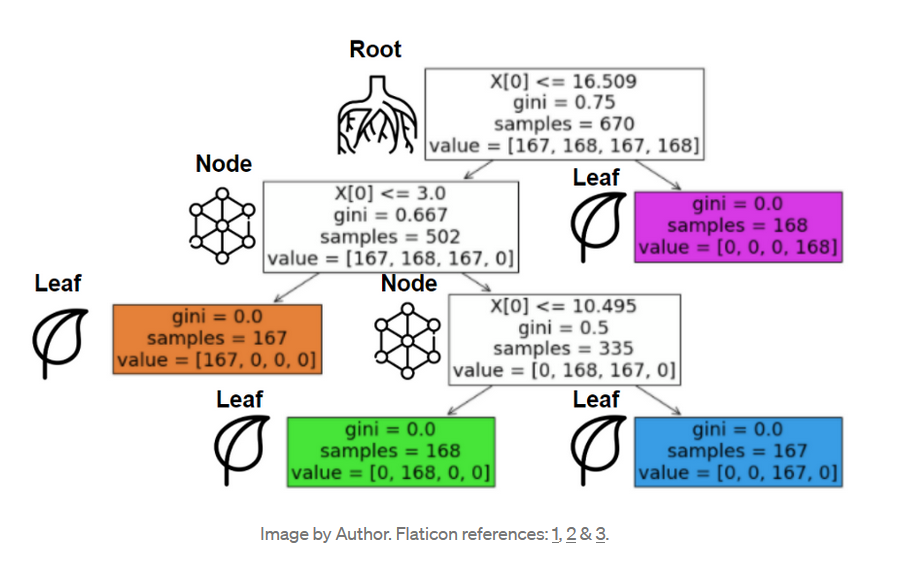 Root
X[0] <= 16.509
gini = 0.75
samples = 670
value = [167, 168, 167, 168]
Node
X[0] <= 3.0
gini = 0.667
samples = 502
value = [167, 168, 167, 0]
Leaf
gini = 0.0
samples = 168
value = [0, 0, 0, 168]
Leaf
gini = 0.0
samples = 167
value = [167, 0, 0, 0]
Node
X[0] <= 10.495
gini = 0.5
samples = 335
value = [0, 168, 167, 0]
Leaf
gini = 0.0
samples = 168
value = [0, 168, 0, 0]
Leaf
gini = 0.0
samples = 167
value = [0, 0, 167, 0]
Image by Author. Flaticon references: 1, 2 & 3.